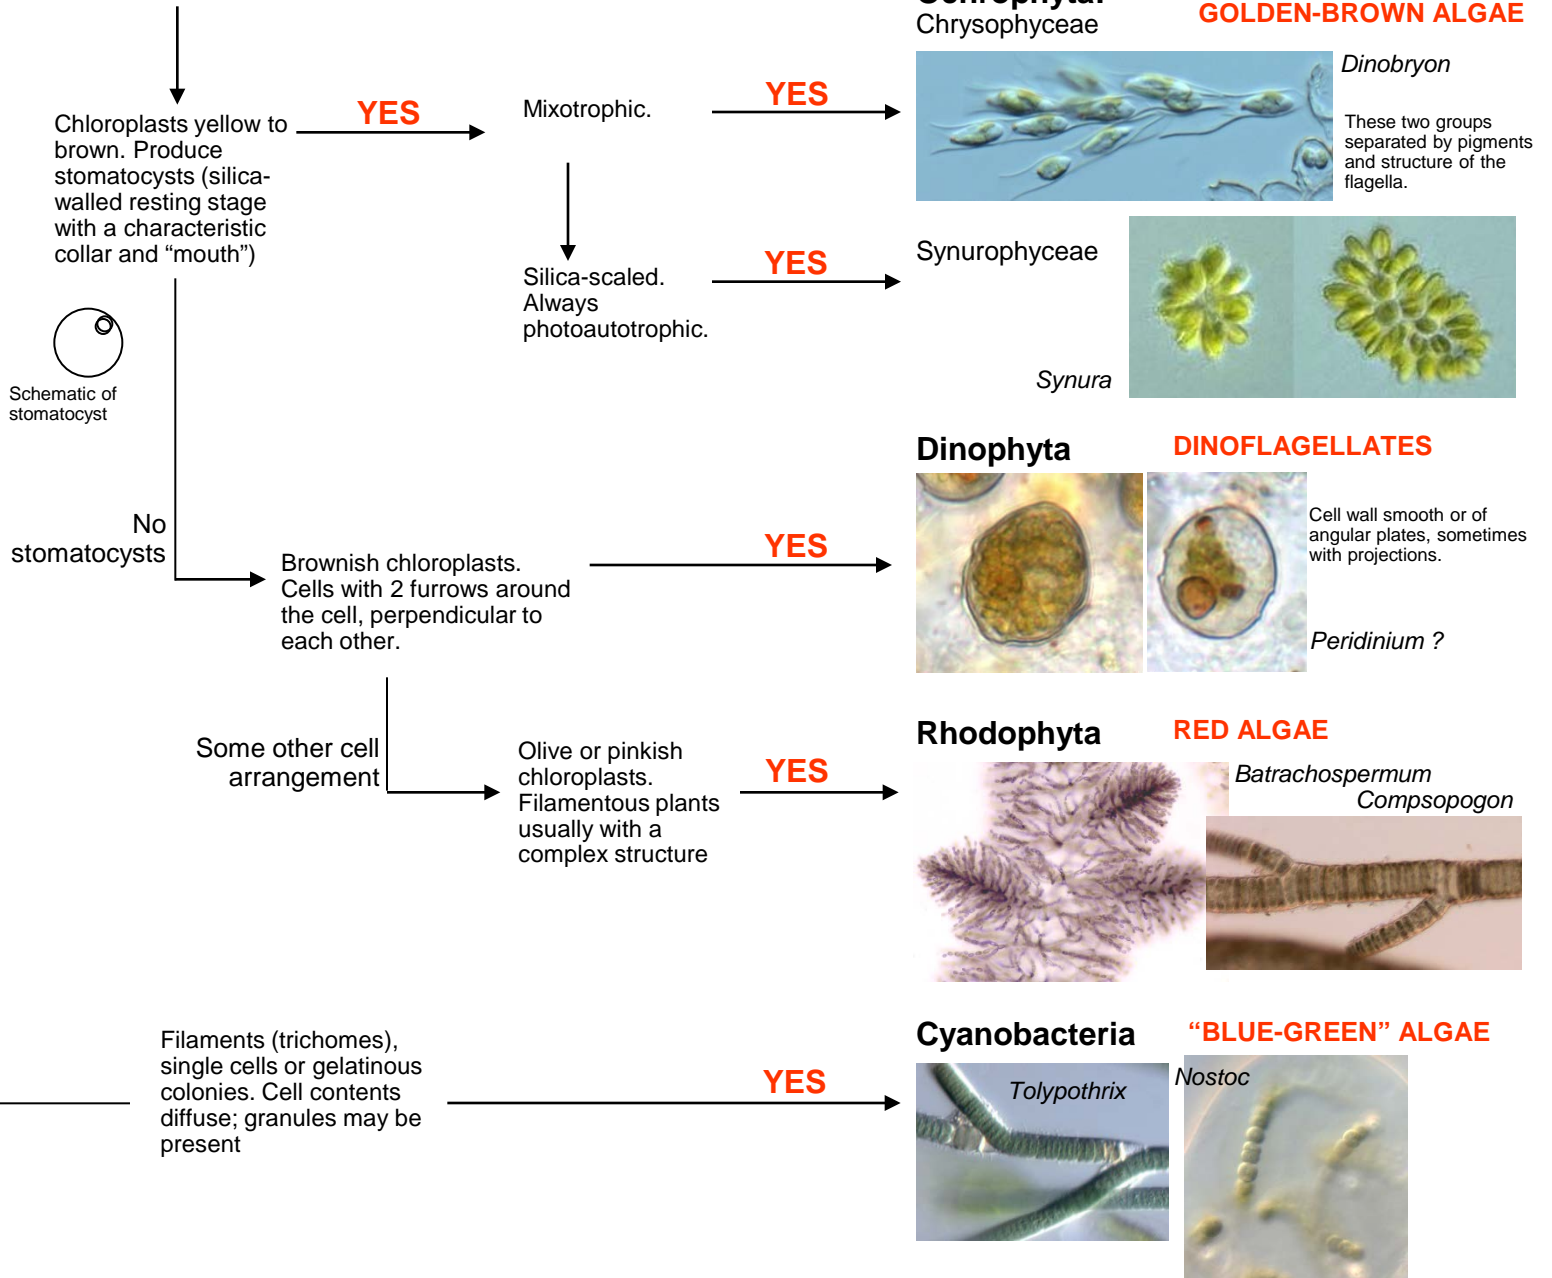 GOLDEN-BROWN ALGAE
Chrysophyceae
Dinobryon
Chloroplasts yellow to
brown. Produce
stomatocysts (silica-
walled resting stage
with a characteristic
collar and “mouth”)
YES
Mixotrophic.
YES
These two groups
separated by pigments
and structure of the
flagella.
Silica-scaled.
Always
photoautotrophic.
YES
Synurophyceae
Synura
Schematic of
stomatocyst
No
stomatocysts
Brownish chloroplasts.
Cells with 2 furrows around
the cell, perpendicular to
each other.
YES
Dinophyta
DINOFLAGELLATES
Cell wall smooth or of
angular plates, sometimes
with projections.
Peridinium ?
Some other cell
arrangement
Olive or pinkish
chloroplasts.
Filamentous plants
usually with a
complex structure
YES
Rhodophyta
RED ALGAE
Batrachospermum
Compsopogon
Filaments (trichomes),
single cells or gelatinous
colonies. Cell contents
diffuse; granules may be
present
YES
Cyanobacteria
“BLUE-GREEN” ALGAE
Tolypothrix
Nostoc